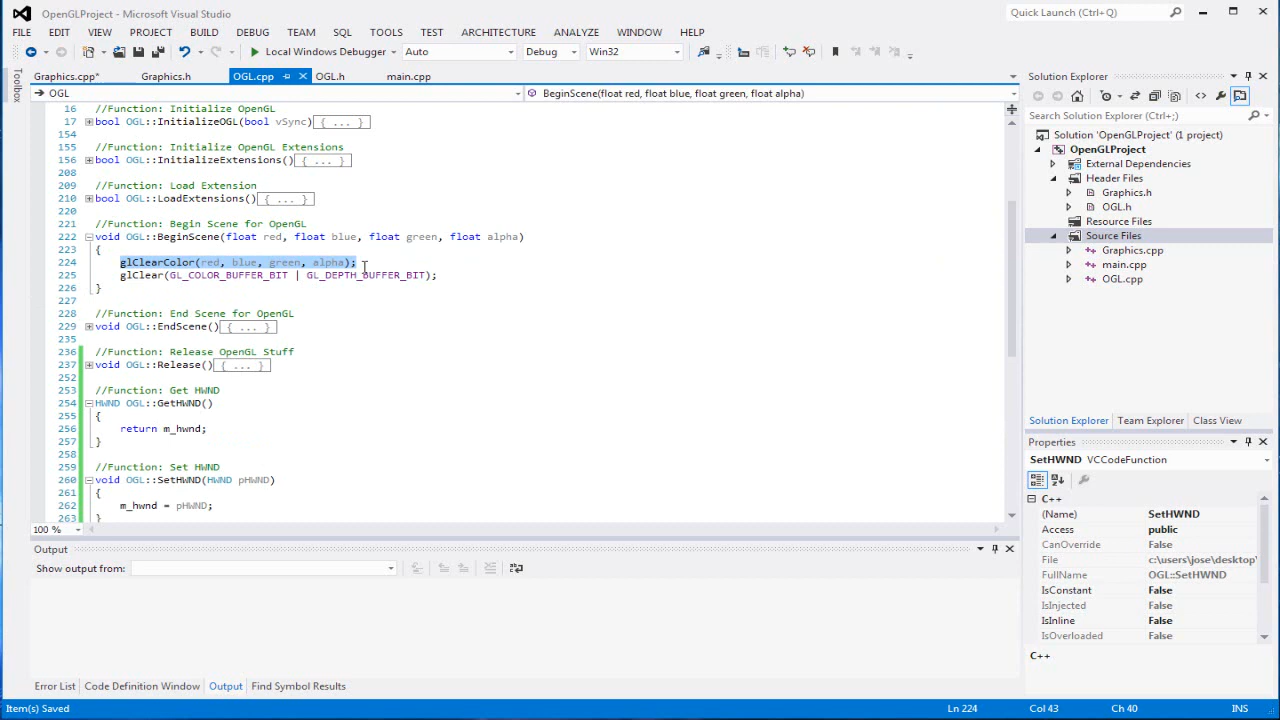 OpenGLProject - Microsoft Visual Studio
Quick Launch (Ctrl+;)
FILE EDIT VIEW PROJECT BUILD DEBUG TEAM SQL TOOLS TEST ARCHITECTURE ANALYZE WINDOW HELP
Local Windows Debugger Auto Debug Win32
Toolbox
Graphics.cpp* Graphics.h OGL.cpp OGL.h main.cpp
OGL BeginScene(float red, float blue, float green, float alpha)
16 //Function: Initialize OpenGL
17 bool OGL::InitializeOGL(bool vSync){ ... }
154
155 //Function: Initialize OpenGL Extensions
156 bool OGL::InitializeExtensions(){ ... }
208
209 //Function: Load Extension
210 bool OGL::LoadExtensions(){ ... }
220
221 //Function: Begin Scene for OpenGL
222 void OGL::BeginScene(float red, float blue, float green, float alpha)
223 {
224 glClearColor(red, blue, green, alpha);
225 glClear(GL_COLOR_BUFFER_BIT | GL_DEPTH_BUFFER_BIT);
226 }
227
228 //Function: End Scene for OpenGL
229 void OGL::EndScene(){ ... }
235
236 //Function: Release OpenGL Stuff
237 void OGL::Release(){ ... }
252
253 //Function: Get HWND
254 HWND OGL::GetHWND()
255 {
256 return m_hwnd;
257 }
258
259 //Function: Set HWND
260 void OGL::SetHWND(HWND pHWND)
261 {
262 m_hwnd = pHWND;
263 }
100 %
Output
Show output from:
Error List Code Definition Window Output Find Symbol Results
Solution Explorer
Search Solution Explorer (Ctrl+;)
Solution 'OpenGLProject' (1 project)
OpenGLProject
External Dependencies
Header Files
Graphics.h
OGL.h
Resource Files
Source Files
Graphics.cpp
main.cpp
OGL.cpp
Solution Explorer Team Explorer Class View
Properties
SetHWND VCCodeFunction
C++
(Name) SetHWND
Access public
CanOverride False
File c:\users\jose\desktop\
FullName OGL::SetHWND
IsConstant False
IsInjected False
IsInline False
IsOverloaded False
C++
Item(s) Saved Ln 224 Col 43 Ch 40 INS